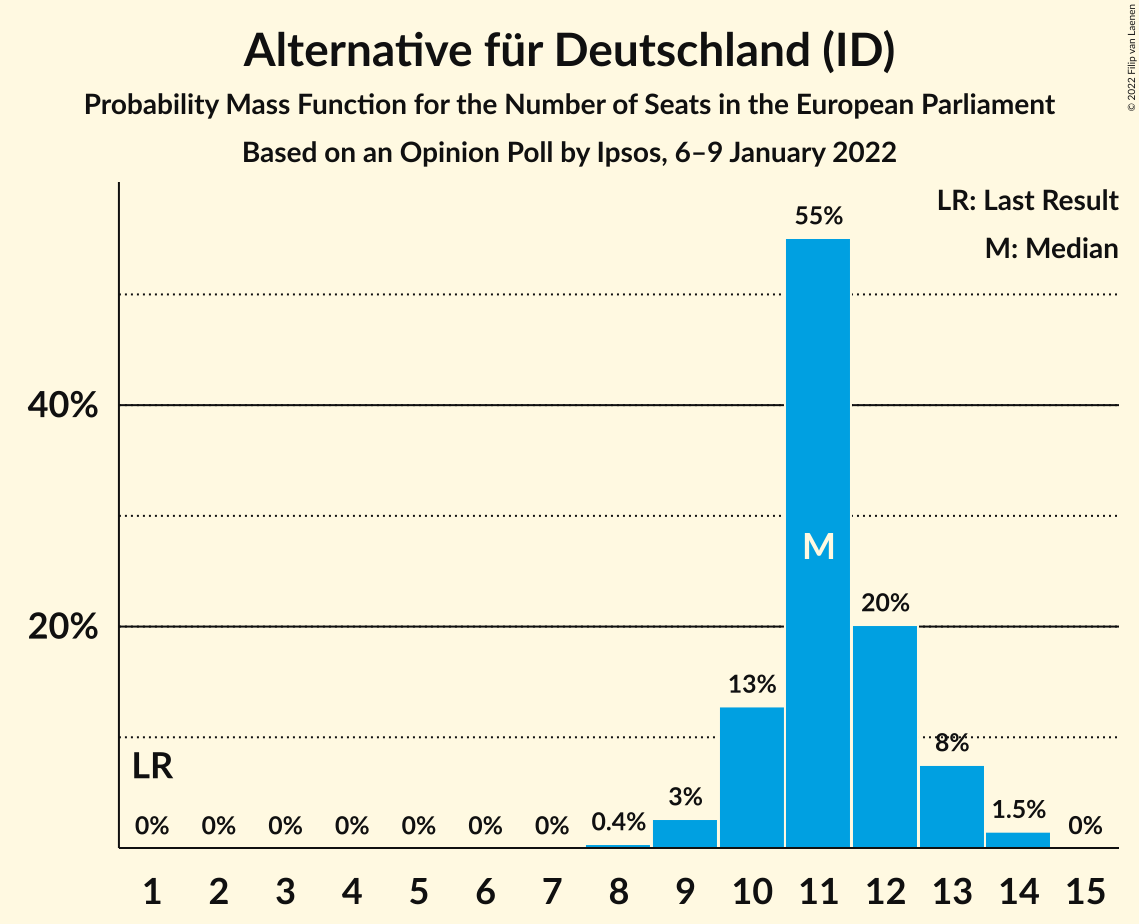 Alternative für Deutschland (ID)
Probability Mass Function for the Number of Seats in the European Parliament
Based on an Opinion Poll by Ipsos, 6–9 January 2022
© 2022 Filip van Laenen
LR: Last Result
M: Median
55%
40%
M
20%
20%
13%
8%
LR
3%
1.5%
0.4%
0% 0% 0% 0% 0% 0% 0% 0%
1 2 3 4 5 6 7 8 9 10 11 12 13 14 15